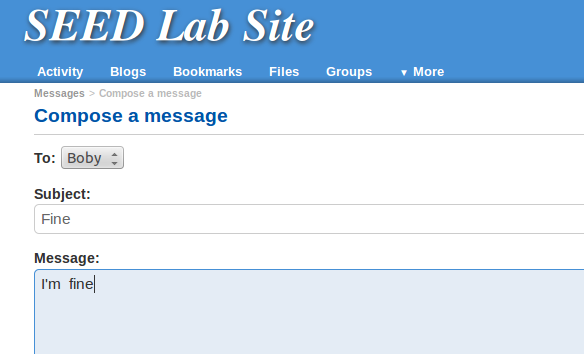 SEED Lab Site
Activity Blogs Bookmarks Files Groups ▼ More
Messages > Compose a message
Compose a message
To: Boby
Subject:
Fine
Message:
I'm  fine